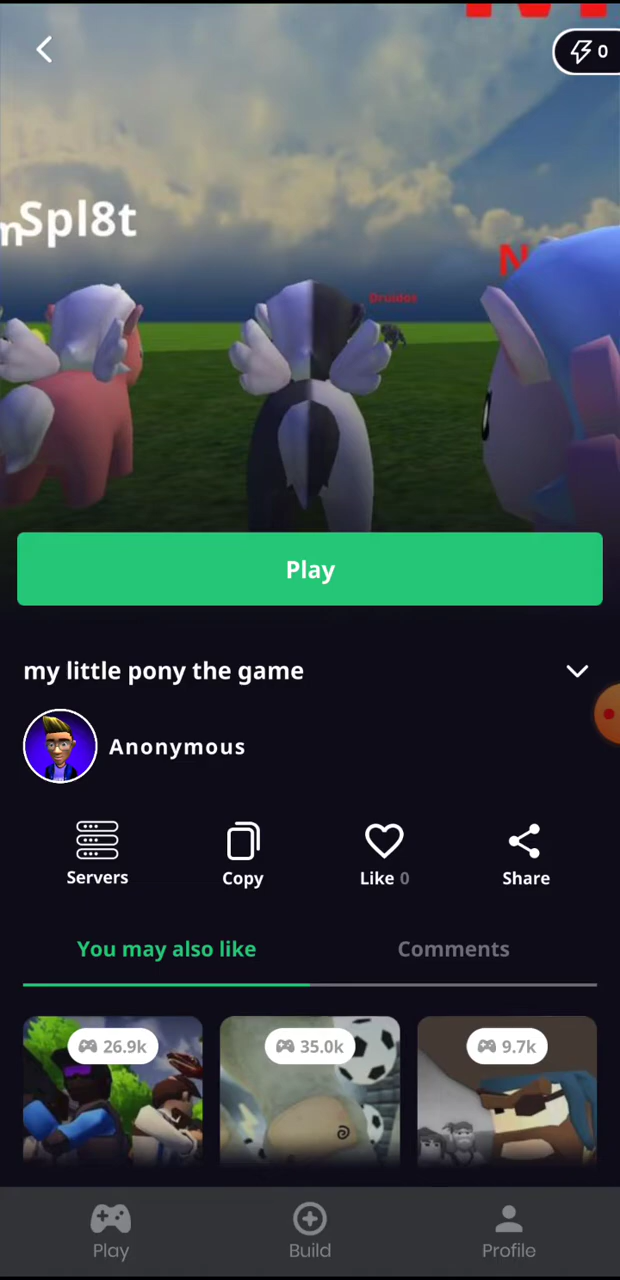 0
Spl8t
N
Druidos
Play
my little pony the game
Anonymous
Servers
Copy
Like 0
Share
You may also like
Comments
26.9k
35.0k
9.7k
Play
Build
Profile